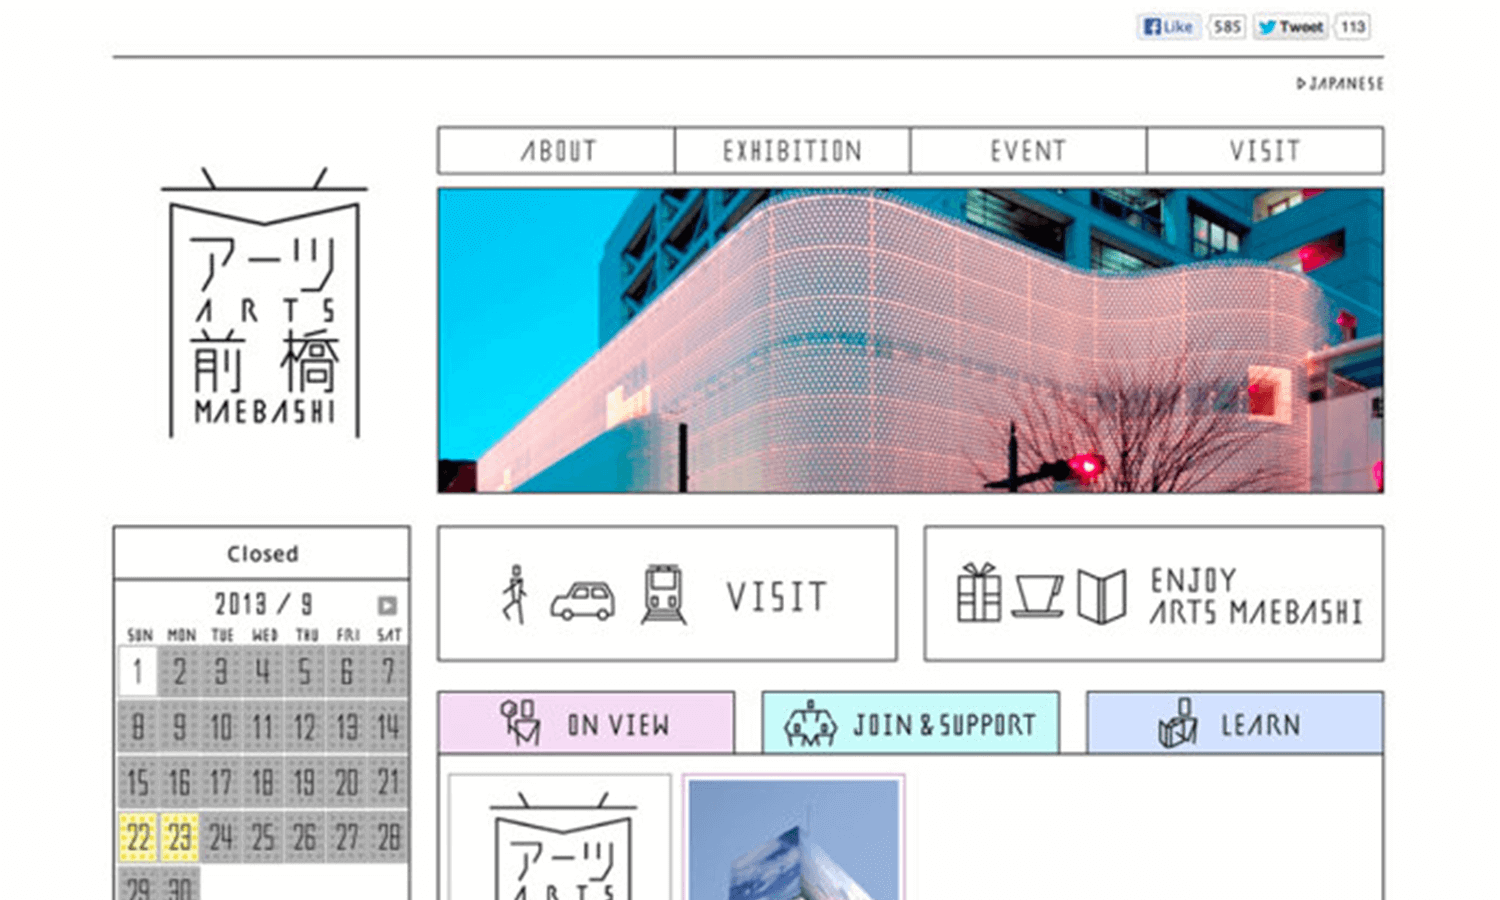 Like 585 Tweet 113
JAPANESE
ABOUT EXHIBITION EVENT VISIT
アーツ
ARTS
前橋
MAEBASHI
Closed
2013 / 9
SUN MON TUE WED THU FRI SAT
1 2 3 4 5 6 7
8 9 10 11 12 13 14
15 16 17 18 19 20 21
22 23 24 25 26 27 28
29 30
VISIT
ENJOY
ARTS MAEBASHI
ON VIEW
JOIN & SUPPORT
LEARN
アーツ
ARTS